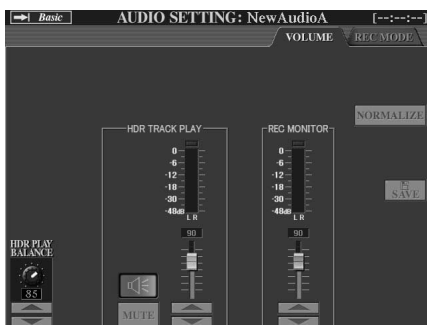 Basic AUDIO SETTING: NewAudioA [--:--:--]
VOLUME REC MODE
NORMALIZE
HDR TRACK PLAY REC MONITOR
0 0
-6 -6
-12 -12
-18 -18
-30 -30
-48dB -48dB
L R L R
SAVE
90 90
HDR PLAY
BALANCE
85
MUTE